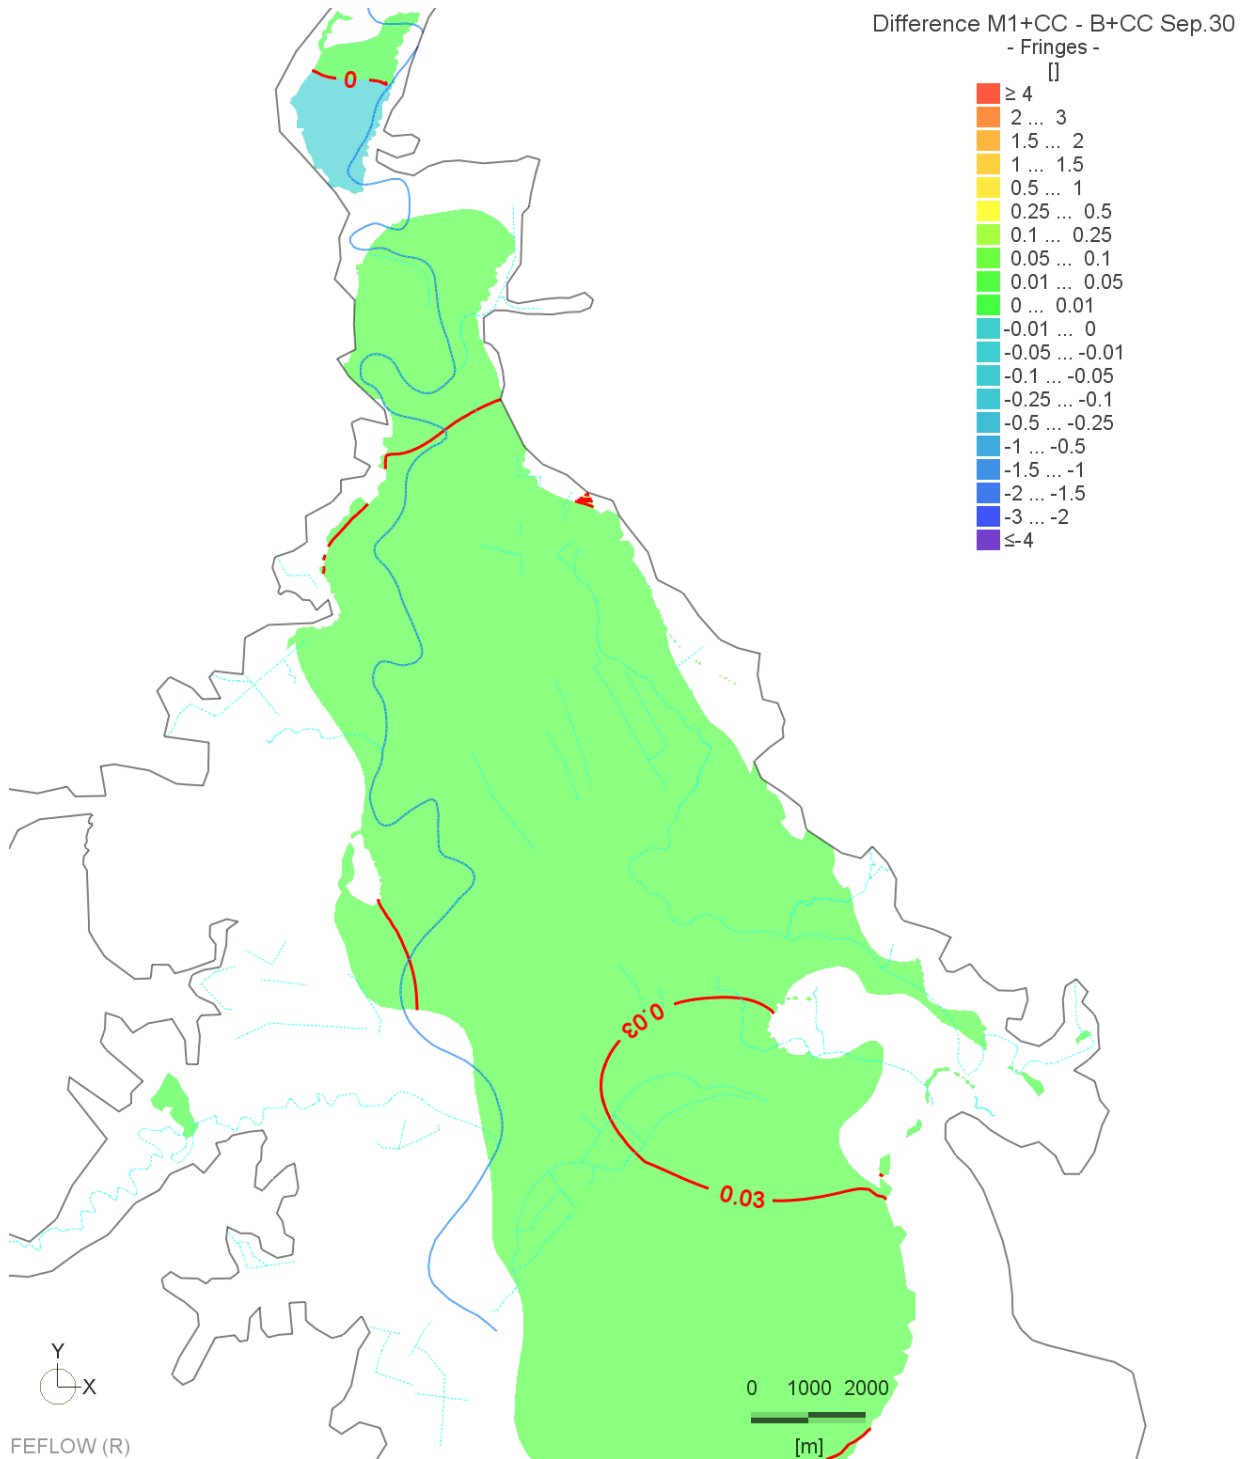 Difference M1+CC - B+CC Sep.30
- Fringes -
[]
≥ 4
2 ... 3
1.5 ... 2
1 ... 1.5
0.5 ... 1
0.25 ... 0.5
0.1 ... 0.25
0.05 ... 0.1
0.01 ... 0.05
0 ... 0.01
-0.01 ... 0
-0.05 ... -0.01
-0.1 ... -0.05
-0.25 ... -0.1
-0.5 ... -0.25
-1 ... -0.5
-1.5 ... -1
-2 ... -1.5
-3 ... -2
≤-4
0
0.03
0.03
Y
X
0 1000 2000
[m]
FEFLOW (R)